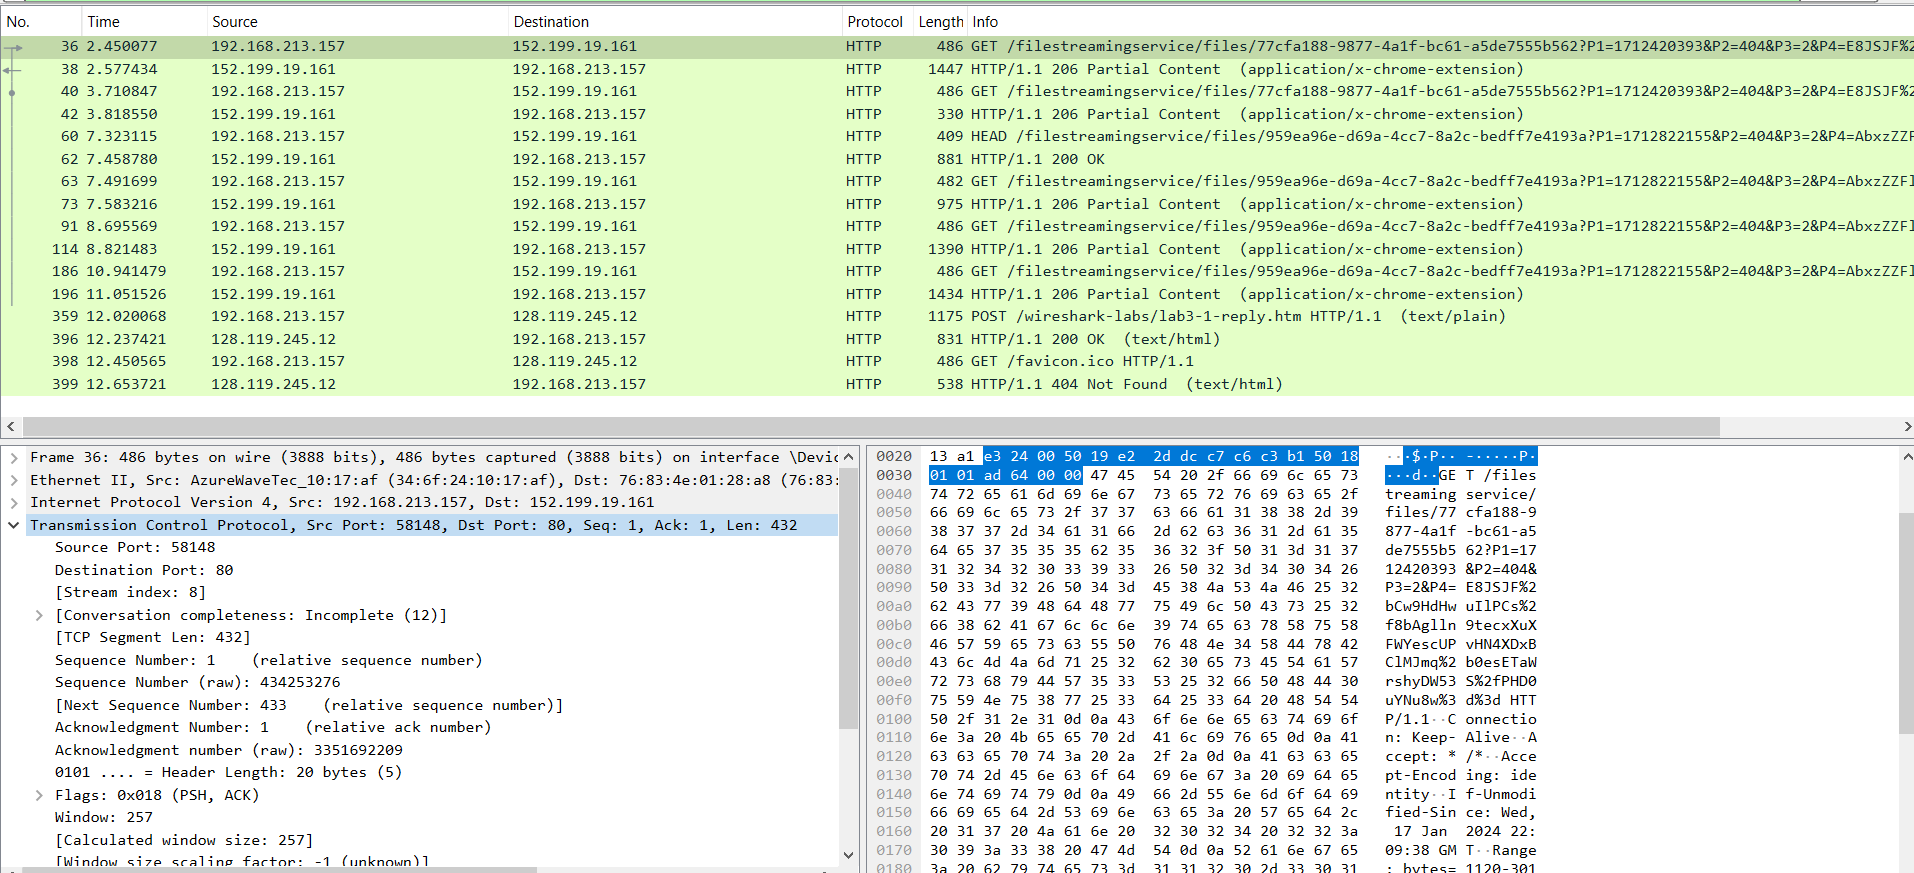 No. Time Source Destination Protocol Length Info
36 2.450077 192.168.213.157 152.199.19.161 HTTP 486 GET /filestreamingservice/files/77cfa188-9877-4a1f-bc61-a5de7555b562?P1=1712420393&P2=404&P3=2&P4=E8JSJF%2
38 2.577434 152.199.19.161 192.168.213.157 HTTP 1447 HTTP/1.1 206 Partial Content (application/x-chrome-extension)
40 3.710847 192.168.213.157 152.199.19.161 HTTP 486 GET /filestreamingservice/files/77cfa188-9877-4a1f-bc61-a5de7555b562?P1=1712420393&P2=404&P3=2&P4=E8JSJF%2
42 3.818550 152.199.19.161 192.168.213.157 HTTP 330 HTTP/1.1 206 Partial Content (application/x-chrome-extension)
60 7.323115 192.168.213.157 152.199.19.161 HTTP 409 HEAD /filestreamingservice/files/959ea96e-d69a-4cc7-8a2c-bedff7e4193a?P1=1712822155&P2=404&P3=2&P4=AbxzZZF
62 7.458780 152.199.19.161 192.168.213.157 HTTP 881 HTTP/1.1 200 OK
63 7.491699 192.168.213.157 152.199.19.161 HTTP 482 GET /filestreamingservice/files/959ea96e-d69a-4cc7-8a2c-bedff7e4193a?P1=1712822155&P2=404&P3=2&P4=AbxzZZFl
73 7.583216 152.199.19.161 192.168.213.157 HTTP 975 HTTP/1.1 206 Partial Content (application/x-chrome-extension)
91 8.695569 192.168.213.157 152.199.19.161 HTTP 486 GET /filestreamingservice/files/959ea96e-d69a-4cc7-8a2c-bedff7e4193a?P1=1712822155&P2=404&P3=2&P4=AbxzZZFl
114 8.821483 152.199.19.161 192.168.213.157 HTTP 1390 HTTP/1.1 206 Partial Content (application/x-chrome-extension)
186 10.941479 192.168.213.157 152.199.19.161 HTTP 486 GET /filestreamingservice/files/959ea96e-d69a-4cc7-8a2c-bedff7e4193a?P1=1712822155&P2=404&P3=2&P4=AbxzZZFl
196 11.051526 152.199.19.161 192.168.213.157 HTTP 1434 HTTP/1.1 206 Partial Content (application/x-chrome-extension)
359 12.020068 192.168.213.157 128.119.245.12 HTTP 1175 POST /wireshark-labs/lab3-1-reply.htm HTTP/1.1 (text/plain)
396 12.237421 128.119.245.12 192.168.213.157 HTTP 831 HTTP/1.1 200 OK (text/html)
398 12.450565 192.168.213.157 128.119.245.12 HTTP 486 GET /favicon.ico HTTP/1.1
399 12.653721 128.119.245.12 192.168.213.157 HTTP 538 HTTP/1.1 404 Not Found (text/html)
Frame 36: 486 bytes on wire (3888 bits), 486 bytes captured (3888 bits) on interface \Devic
Ethernet II, Src: AzureWaveTec_10:17:af (34:6f:24:10:17:af), Dst: 76:83:4e:01:28:a8 (76:83:
Internet Protocol Version 4, Src: 192.168.213.157, Dst: 152.199.19.161
Transmission Control Protocol, Src Port: 58148, Dst Port: 80, Seq: 1, Ack: 1, Len: 432
Source Port: 58148
Destination Port: 80
[Stream index: 8]
[Conversation completeness: Incomplete (12)]
[TCP Segment Len: 432]
Sequence Number: 1 (relative sequence number)
Sequence Number (raw): 434253276
[Next Sequence Number: 433 (relative sequence number)]
Acknowledgment Number: 1 (relative ack number)
Acknowledgment number (raw): 3351692209
0101 .... = Header Length: 20 bytes (5)
Flags: 0x018 (PSH, ACK)
Window: 257
[Calculated window size: 257]
[Window size scaling factor: -1 (unknown)]
0020 13 a1 e3 24 00 50 19 e2 2d dc c7 c6 c3 b1 50 18 ···$·P·· -·····P·
0030 01 01 ad 64 00 00 47 45 54 20 2f 66 69 6c 65 73 ···d··GET /files
0040 74 72 65 61 6d 69 6e 67 73 65 72 76 69 63 65 2f treaming service/
0050 66 69 6c 65 73 2f 37 37 63 66 61 31 38 38 2d 39 files/77 cfa188-9
0060 38 37 37 2d 34 61 31 66 2d 62 63 36 31 2d 61 35 877-4a1f -bc61-a5
0070 64 65 37 35 35 35 62 35 36 32 3f 50 31 3d 31 37 de7555b5 62?P1=17
0080 31 32 34 32 30 33 39 33 26 50 32 3d 34 30 34 26 12420393 &P2=404&
0090 50 33 3d 32 26 50 34 3d 45 38 4a 53 4a 46 25 32 P3=2&P4= E8JSJF%2
00a0 62 43 77 39 48 64 48 77 75 49 6c 50 43 73 25 32 bCw9HdHw uIlPCs%2
00b0 66 38 62 41 67 6c 6c 6e 39 74 65 63 78 58 75 58 f8bAglln 9tecxXuX
00c0 46 57 59 65 73 63 55 50 76 48 4e 34 58 44 78 42 FWYescUP vHN4XDxB
00d0 43 6c 4d 4a 6d 71 25 32 62 30 65 73 45 54 61 57 ClMJmq%2 b0esETaW
00e0 72 73 68 79 44 57 35 33 53 25 32 66 50 48 44 30 rshyDW53 S%2fPHD0
00f0 75 59 4e 75 38 77 25 33 64 25 33 64 20 48 54 54 uYNu8w%3 d%3d HTT
0100 50 2f 31 2e 31 0d 0a 43 6f 6e 6e 65 63 74 69 6f P/1.1··C onnectio
0110 6e 3a 20 4b 65 65 70 2d 41 6c 69 76 65 0d 0a 41 n: Keep- Alive··A
0120 63 63 65 70 74 3a 20 2a 2f 2a 0d 0a 41 63 63 65 ccept: * /*··Acce
0130 70 74 2d 45 6e 63 6f 64 69 6e 67 3a 20 69 64 65 pt-Encod ing: ide
0140 6e 74 69 74 79 0d 0a 49 66 2d 55 6e 6d 6f 64 69 ntity··I f-Unmodi
0150 66 69 65 64 2d 53 69 6e 63 65 3a 20 57 65 64 2c fied-Sin ce: Wed,
0160 20 31 37 20 4a 61 6e 20 32 30 32 34 20 32 32 3a 17 Jan 2024 22:
0170 30 39 3a 33 38 20 47 4d 54 0d 0a 52 61 6e 67 65 09:38 GM T··Range
0180 3a 20 62 79 74 65 73 3d 31 31 32 30 2d 33 30 31 : bytes= 1120-301